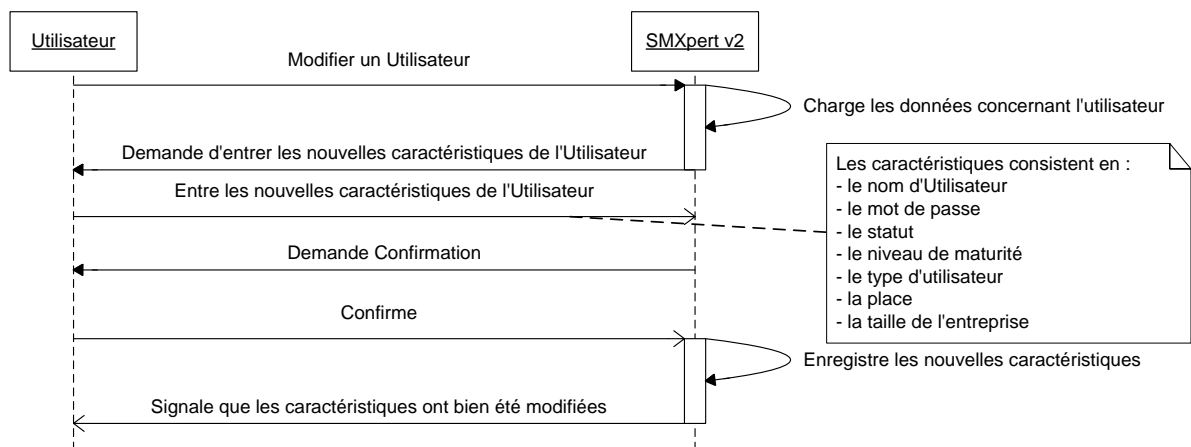 Utilisateur
SMXpert v2
Modifier un Utilisateur
Charge les données concernant l'utilisateur
Demande d'entrer les nouvelles caractéristiques de l'Utilisateur
Les caractéristiques consistent en :
- le nom d'Utilisateur
- le mot de passe
- le statut
- le niveau de maturité
- le type d'utilisateur
- la place
- la taille de l'entreprise
Entre les nouvelles caractéristiques de l'Utilisateur
Demande Confirmation
Confirme
Enregistre les nouvelles caractéristiques
Signale que les caractéristiques ont bien été modifiées